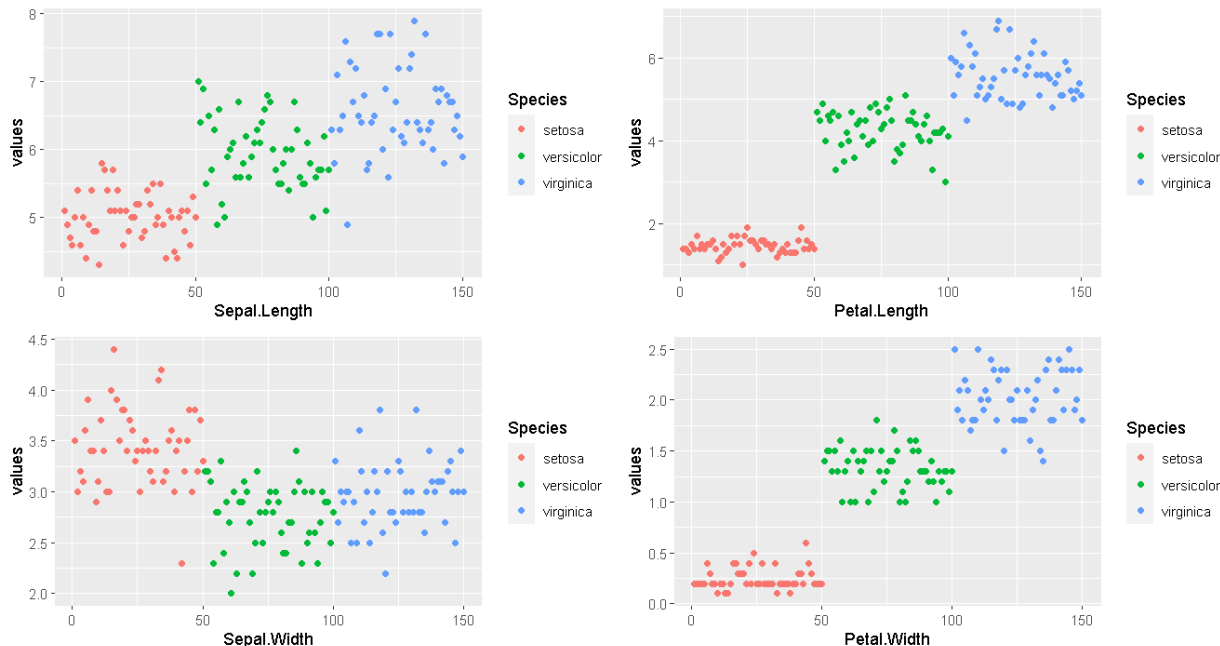 8
7
6
5
values
0
50
100
150
Sepal.Length
Species
setosa
versicolor
virginica
6
4
2
values
0
50
100
150
Petal.Length
Species
setosa
versicolor
virginica
4.5
4.0
3.5
3.0
2.5
2.0
values
0
50
100
150
Sepal.Width
Species
setosa
versicolor
virginica
2.5
2.0
1.5
1.0
0.5
0.0
values
0
50
100
150
Petal.Width
Species
setosa
versicolor
virginica